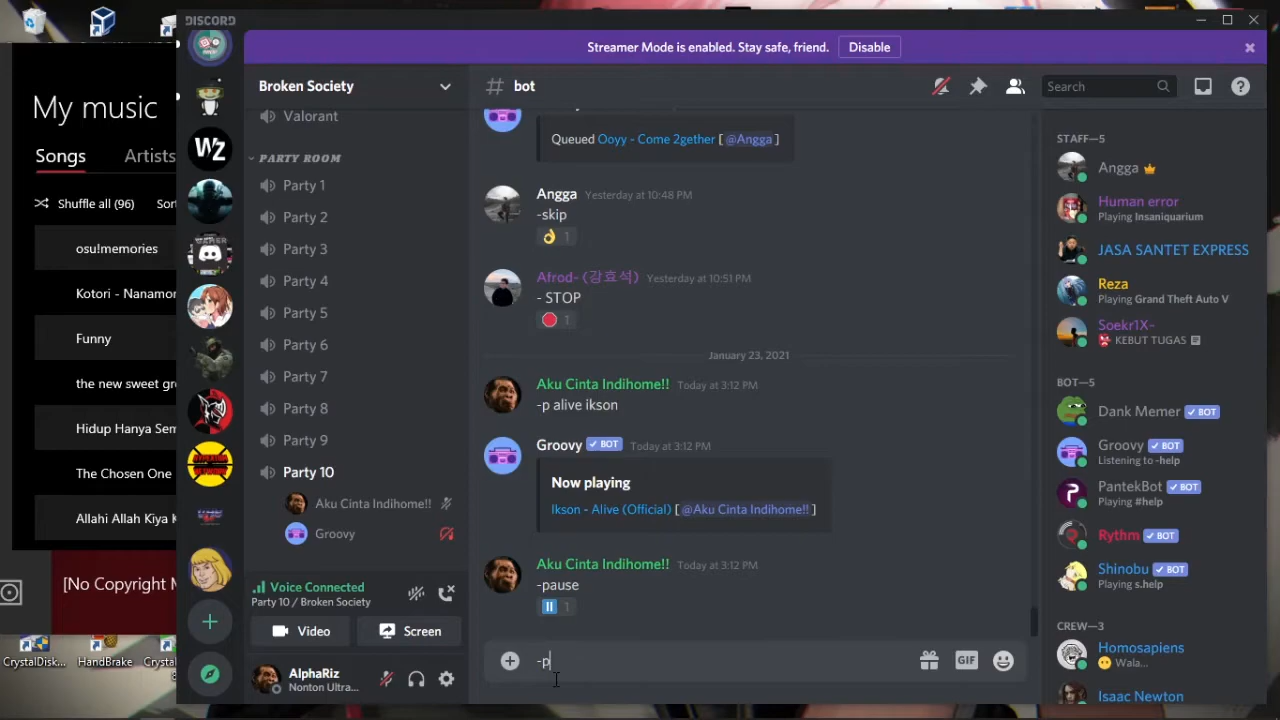 DISCORD
Streamer Mode is enabled. Stay safe, friend.
Disable
My music
Songs
Artists
Shuffle all (96)
osu!memories
Funny
the new sweet
The Chosen One
Allahi Allah Kiya
[No Copyright
CrystalDisk...
HandBrake
WZ
Broken Society
Valorant
PARTY ROOM
Party 1
Party 2
Party 3
Party 4
Party 5
Party 6
Party 7
Party 8
Party 9
Party 10
Aku Cinta Indihome!!
Groovy
Voice Connected
Party 10 / Broken Society
Video
Screen
AlphaRiz
Nonton Ultra...
# bot
Search
Queued Ooyy - Come 2gether [ @Angga ]
Angga Yesterday at 10:48 PM
-skip
1
Afrod- (강효석) Yesterday at 10:51 PM
- STOP
1
January 23, 2021
Aku Cinta Indihome!! Today at 3:12 PM
-p alive ikson
Groovy BOT Today at 3:12 PM
Now playing
Ikson - Alive (Official) [ @Aku Cinta Indihome!! ]
Aku Cinta Indihome!! Today at 3:12 PM
-pause
1
-p
GIF
STAFF—5
Angga
Human error
Playing Insaniquarium
JASA SANTET EXPRESS
Reza
Playing Grand Theft Auto V
Soekr1X-
KEBUT TUGAS
BOT—5
Dank Memer BOT
Groovy BOT
Listening to -help
PantekBot BOT
Playing #help
Rythm BOT
Shinobu BOT
Playing s.help
CREW—3
Homosapiens
Wala...
Isaac Newton